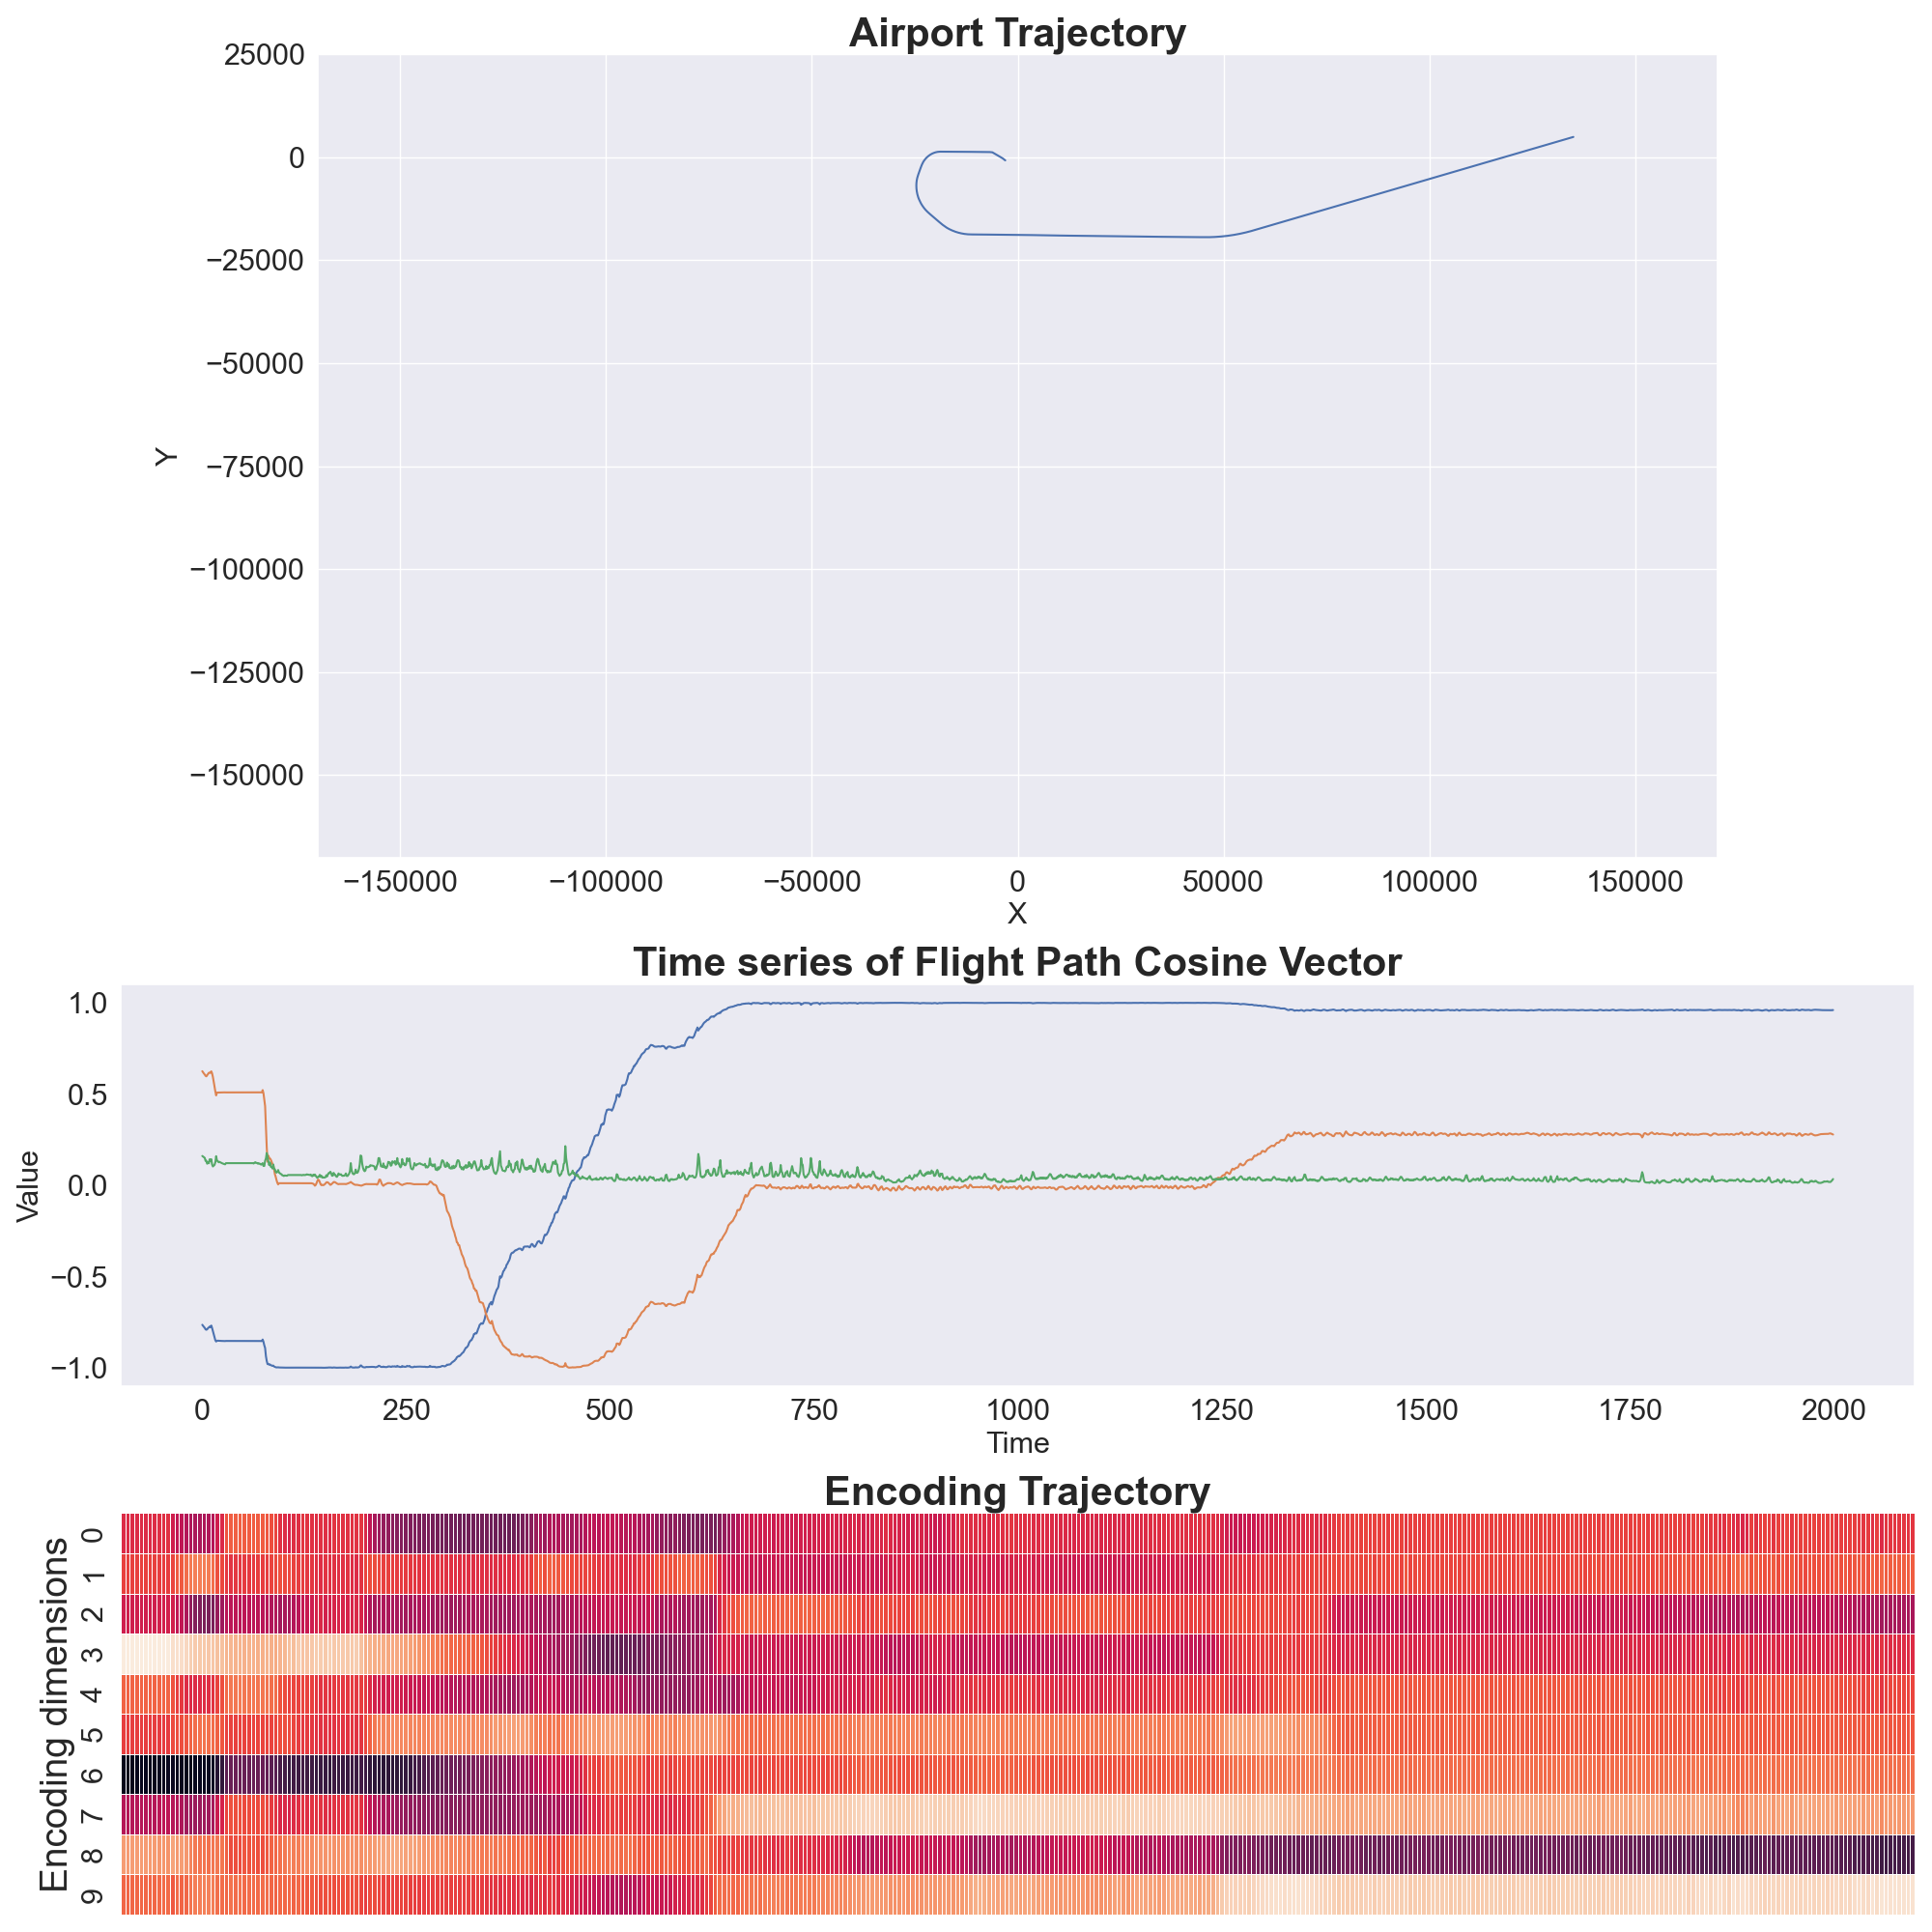 Airport Trajectory
25000
0
−25000
−50000
−75000
−100000
−125000
−150000
Y
−150000 −100000 −50000 0 50000 100000 150000
X
Time series of Flight Path Cosine Vector
1.0
0.5
0.0
−0.5
−1.0
Value
0 250 500 750 1000 1250 1500 1750 2000
Time
Encoding Trajectory
0
1
2
3
4
5
6
7
8
9
Encoding dimensions